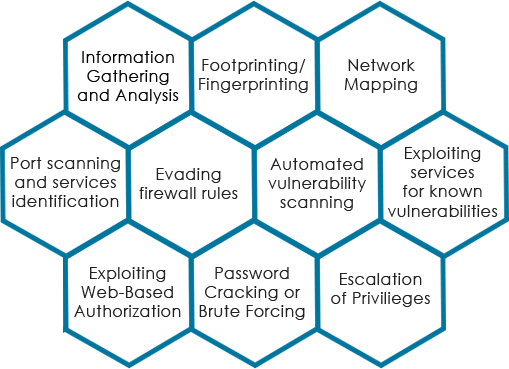 Information
Gathering
and Analysis
Footprinting/
Fingerprinting
Network
Mapping
Port scanning
and services
identification
Evading
firewall rules
Automated
vulnerability
scanning
Exploiting
services
for known
vulnerabilities
Exploiting
Web-Based
Authorization
Password
Cracking or
Brute Forcing
Escalation
of Privilieges